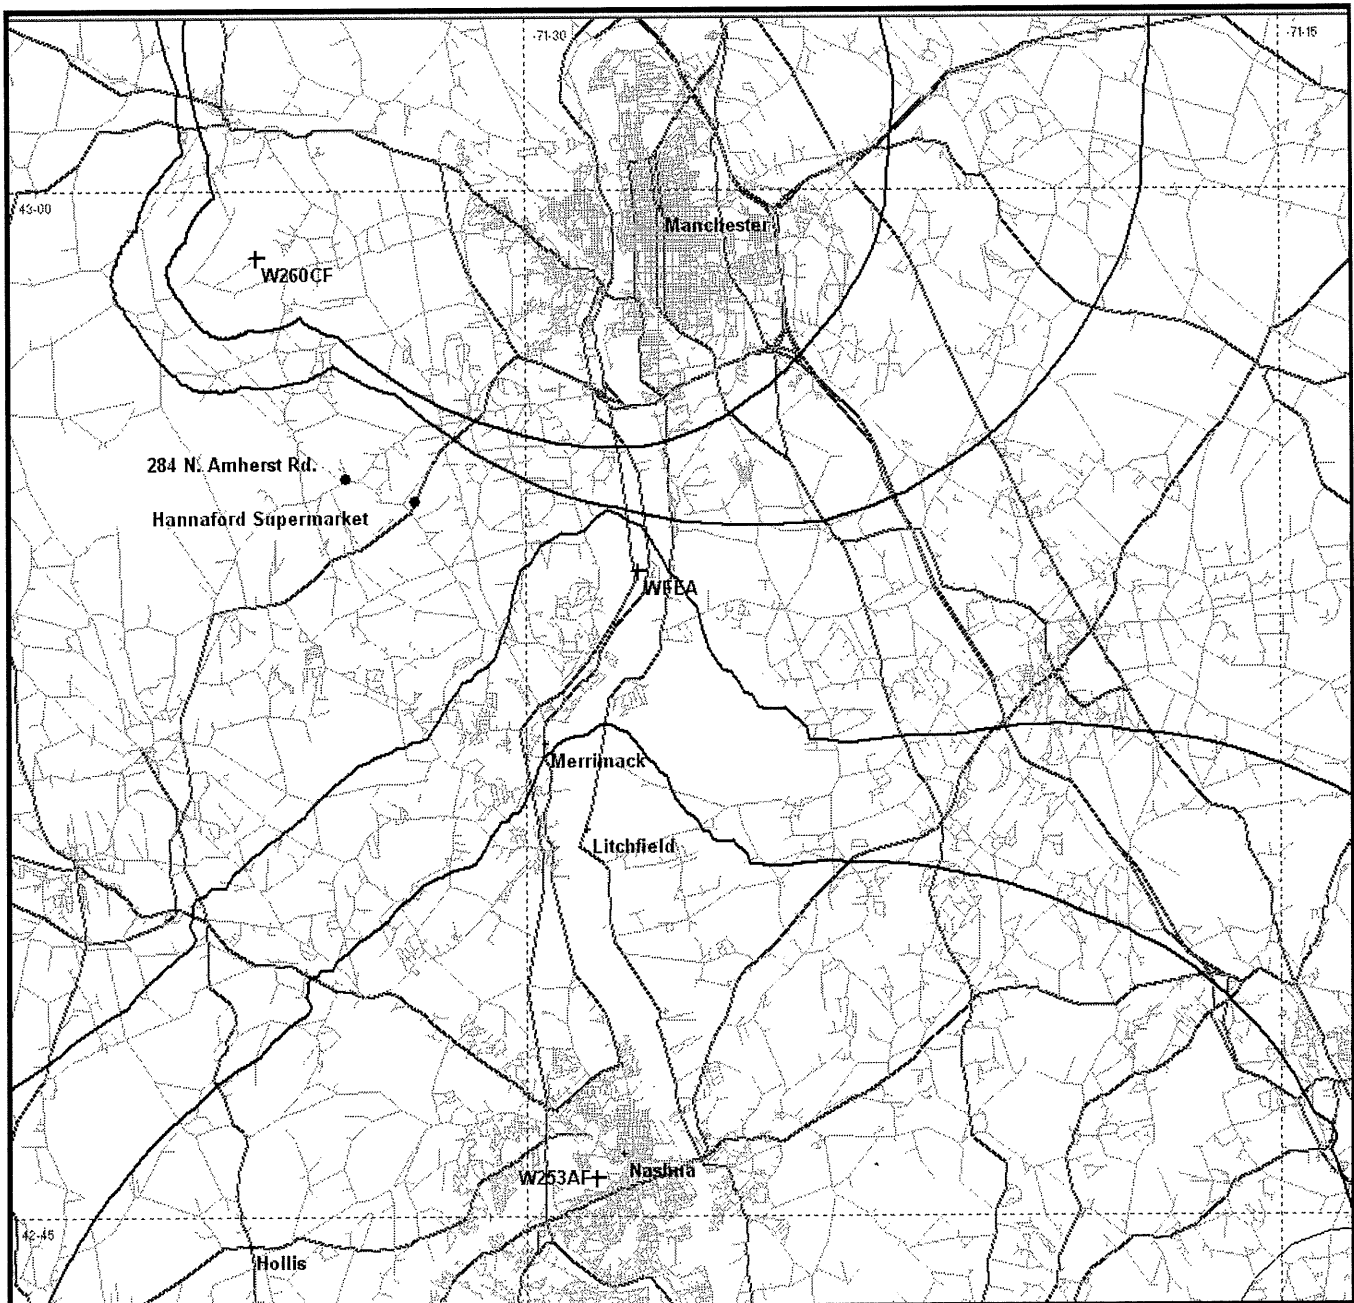 -71-30
-71-15
43-00
Manchester
W260CF
284 N. Amherst Rd.
Hannaford Supermarket
WFEA
Merrimack
Litchfield
W253AF
Nashua
42-45
Hollis